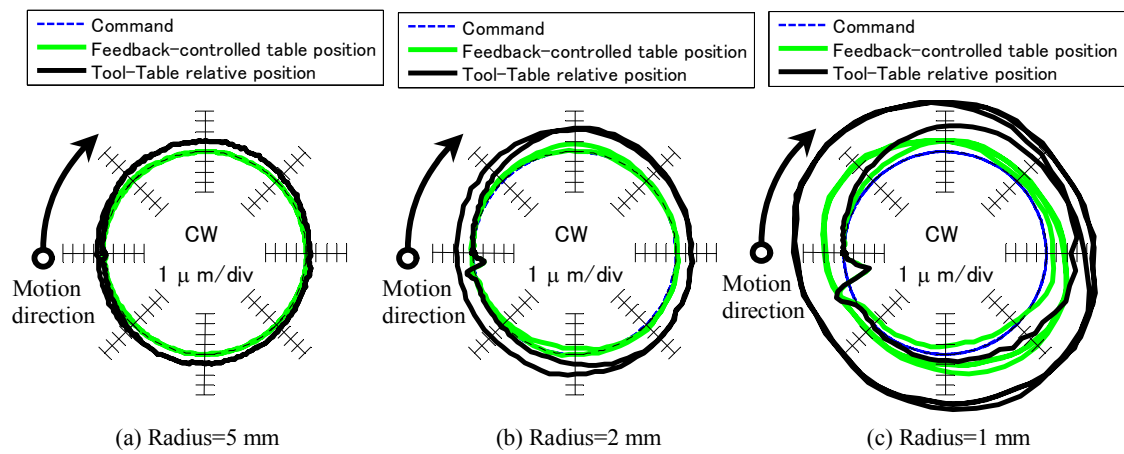 Command
Feedback-controlled table position
Tool-Table relative position
CW
1 μ m/div
Motion
direction
(a) Radius=5 mm
Command
Feedback-controlled table position
Tool-Table relative position
CW
1 μ m/div
Motion
direction
(b) Radius=2 mm
Command
Feedback-controlled table position
Tool-Table relative position
CW
1 μ m/div
Motion
direction
(c) Radius=1 mm